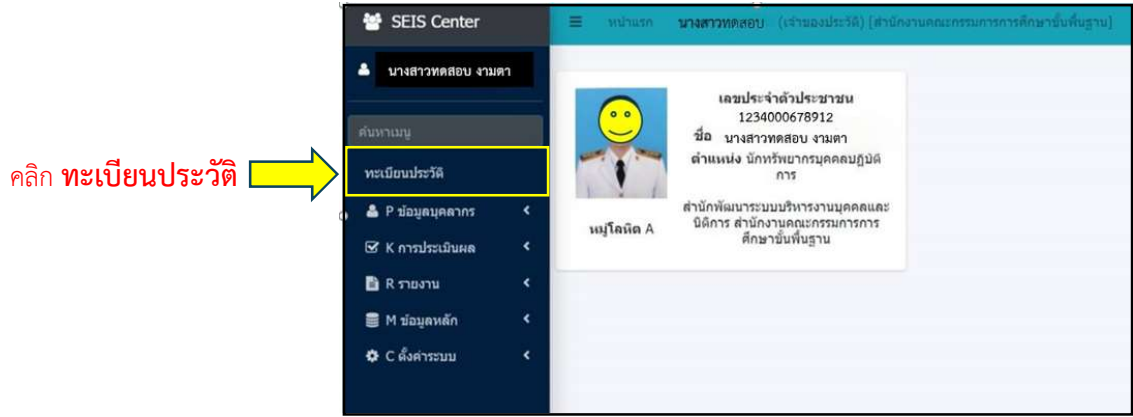 SEIS Center
หน้าแรก นางสาวทดสอบ (เจ้าของประวัติ) [สำนักงานคณะกรรมการการศึกษาขั้นพื้นฐาน]
นางสาวทดสอบ งามตา
ค้นหาเมนู
คลิก ทะเบียนประวัติ
ทะเบียนประวัติ
P ข้อมูลบุคลากร
K การประเมินผล
R รายงาน
M ข้อมูลหลัก
C ตั้งค่าระบบ
เลขประจำตัวประชาชน
1234000678912
ชื่อ นางสาวทดสอบ งามตา
ตำแหน่ง นักทรัพยากรบุคคลปฏิบัติ
การ
สำนักพัฒนาระบบบริหารงานบุคคลและ
นิติการ สำนักงานคณะกรรมการการ
ศึกษาขั้นพื้นฐาน
หมู่โลหิต A